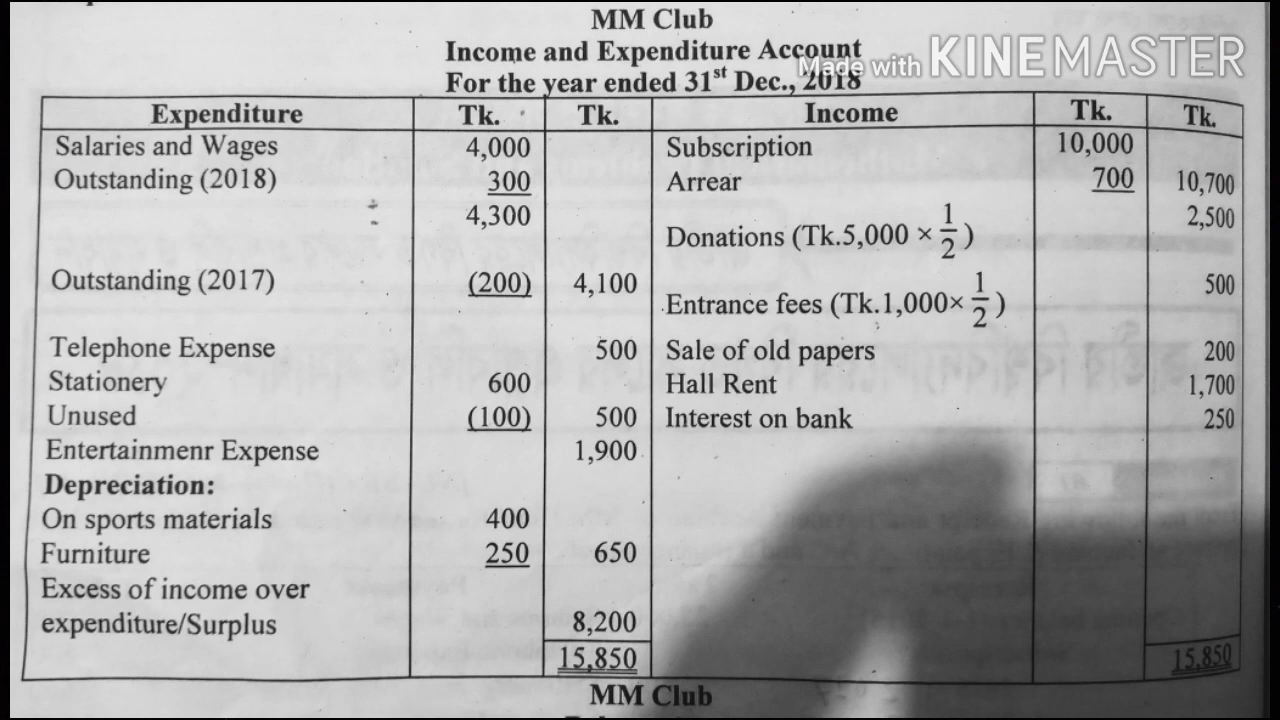 MM Club
Income and Expenditure Account
Made with KINEMASTER
For the year ended 31st Dec., 2018
Expenditure Tk. Tk. Income Tk. Tk.
Salaries and Wages 4,000 Subscription 10,000
Outstanding (2018) 300 Arrear 700 10,700
4,300 Donations (Tk.5,000 × 1/2) 2,500
Outstanding (2017) (200) 4,100 Entrance fees (Tk.1,000× 1/2) 500
Telephone Expense 500 Sale of old papers 200
Stationery 600 Hall Rent 1,700
Unused (100) 500 Interest on bank 250
Entertainmenr Expense 1,900
Depreciation:
On sports materials 400
Furniture 250 650
Excess of income over
expenditure/Surplus 8,200
15,850 15,850
MM Club